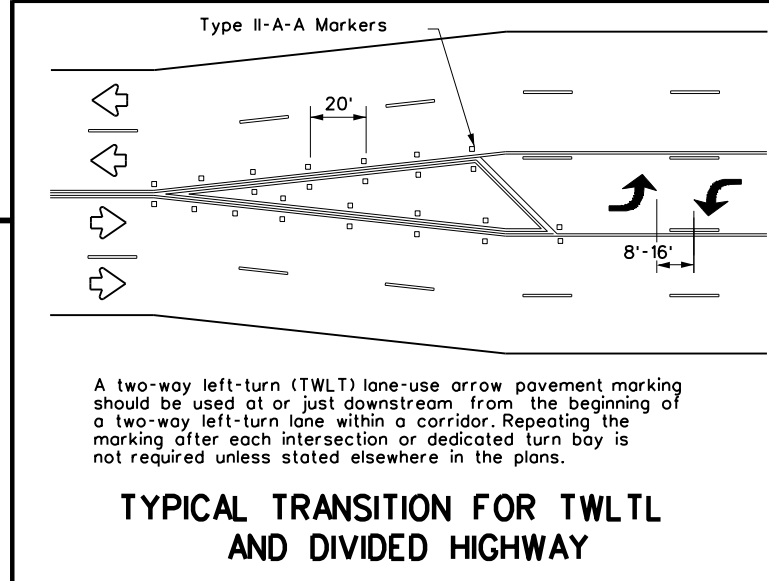 Type II-A-A Markers
20'
8'-16'
A two-way left-turn (TWLT) lane-use arrow pavement marking
should be used at or just downstream from the beginning of
a two-way left-turn lane within a corridor. Repeating the
marking after each intersection or dedicated turn bay is
not required unless stated elsewhere in the plans.
TYPICAL TRANSITION FOR TWLTL
AND DIVIDED HIGHWAY